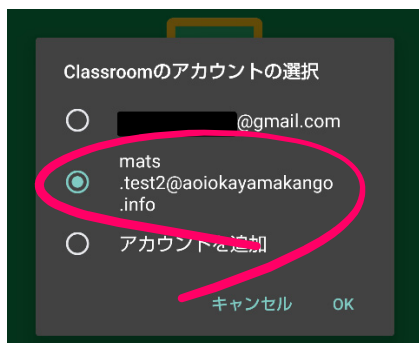 Classroomのアカウントの選択
@gmail.com
mats
.test2@aoiokayamakango
.info
アカウントを追加
キャンセル OK